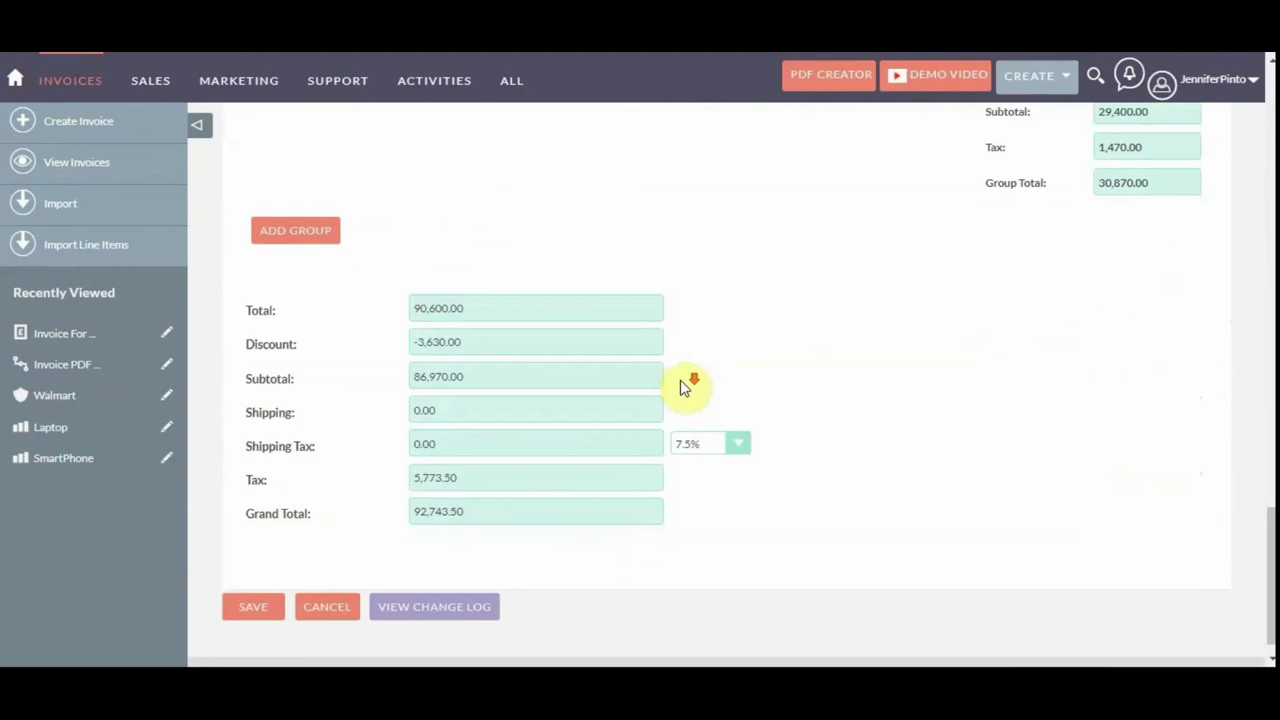 INVOICES SALES MARKETING SUPPORT ACTIVITIES ALL PDF CREATOR DEMO VIDEO CREATE JenniferPinto
Create Invoice
View Invoices
Import
Import Line Items
Recently Viewed
Invoice For ...
Invoice PDF ...
Walmart
Laptop
SmartPhone
Subtotal: 29,400.00
Tax: 1,470.00
Group Total: 30,870.00
ADD GROUP
Total: 90,600.00
Discount: -3,630.00
Subtotal: 86,970.00
Shipping: 0.00
Shipping Tax: 0.00 7.5%
Tax: 5,773.50
Grand Total: 92,743.50
SAVE CANCEL VIEW CHANGE LOG